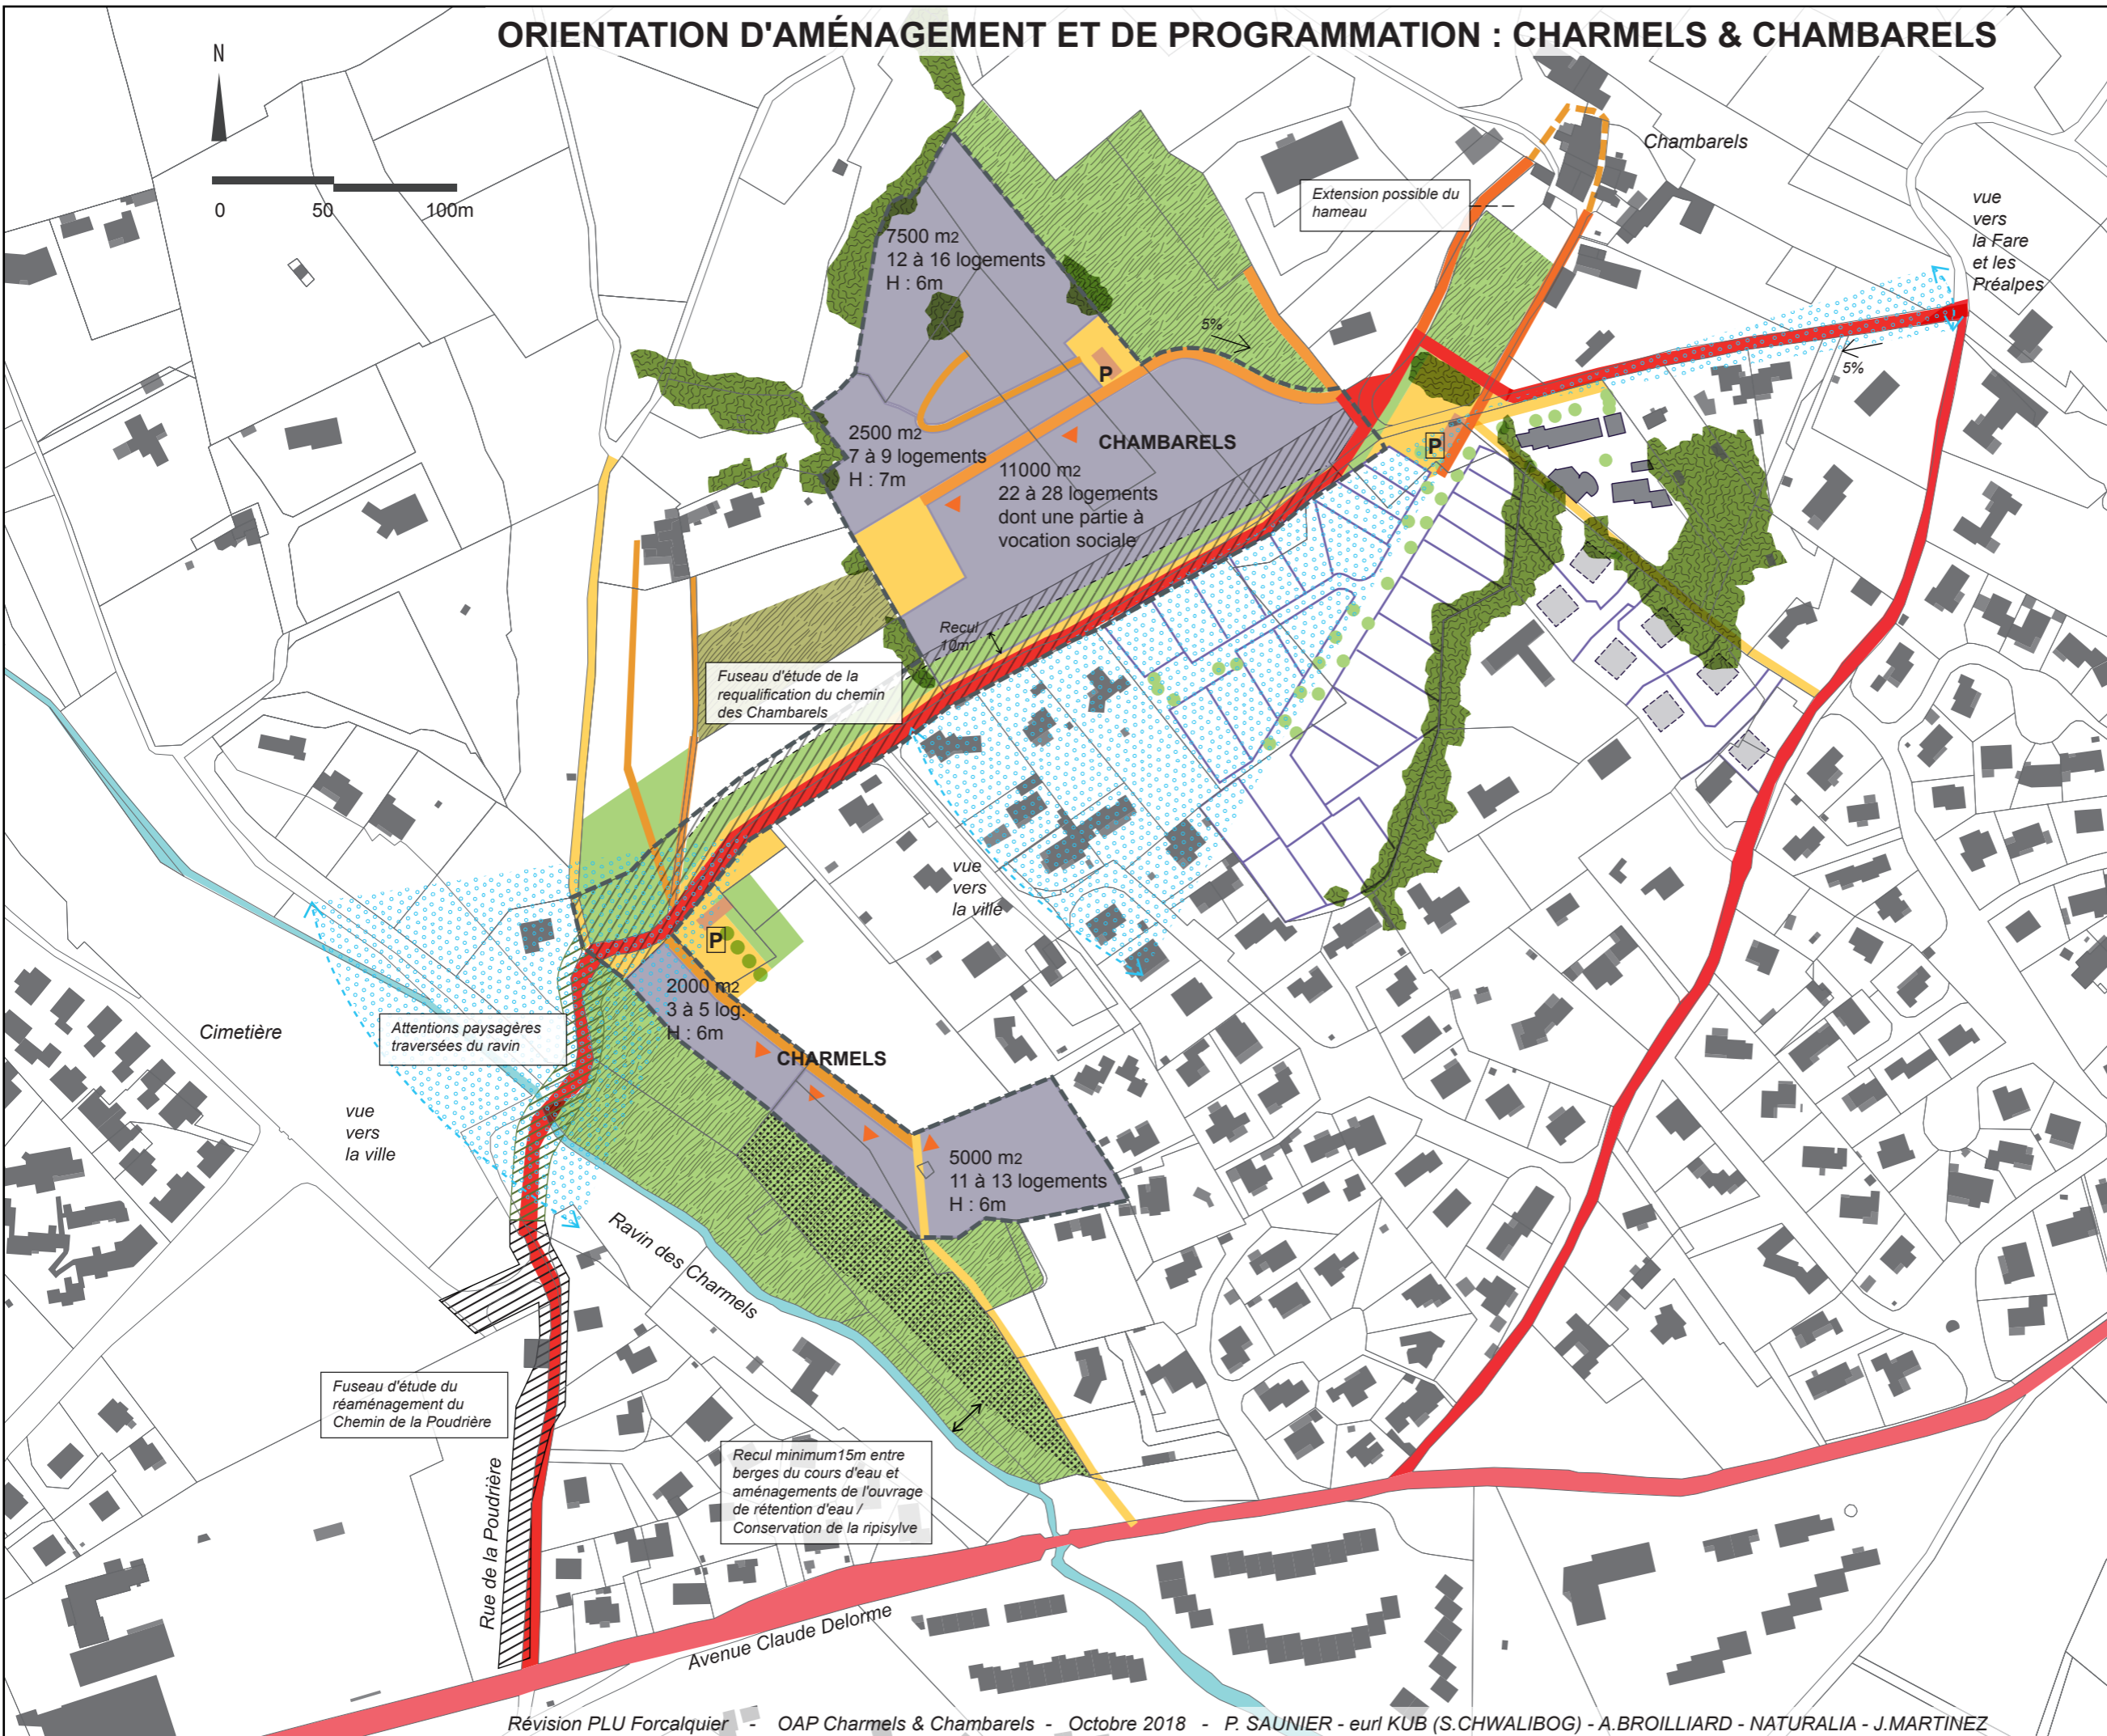 ORIENTATION D'AMÉNAGEMENT ET DE PROGRAMMATION : CHARMELS & CHAMBARELS
N
0 50 100m
Chambarels
Extension possible du
hameau
vue
vers
la Fare
et les
Préalpes
7500 m2
12 à 16 logements
H : 6m
5%
5%
P
2500 m2
7 à 9 logements
H : 7m
CHAMBARELS
P
11000 m2
22 à 28 logements
dont une partie à
vocation sociale
Recul
10m
Fuseau d'étude de la
requalification du chemin
des Chambarels
vue
vers
la ville
P
2000 m2
3 à 5 log.
H : 6m
Cimetière
Attentions paysagères
traversées du ravin
CHARMELS
vue
vers
la ville
5000 m2
11 à 13 logements
H : 6m
Ravin des Charmels
Fuseau d'étude du
réaménagement du
Chemin de la Poudrière
Recul minimum15m entre
berges du cours d'eau et
aménagements de l'ouvrage
de rétention d'eau /
Conservation de la ripisylve
Rue de la Poudrière
Avenue Claude Delorme
Révision PLU Forcalquier - OAP Charmels & Chambarels - Octobre 2018 - P. SAUNIER - eurl KUB (S.CHWALIBOG) - A.BROILLIARD - NATURALIA - J.MARTINEZ